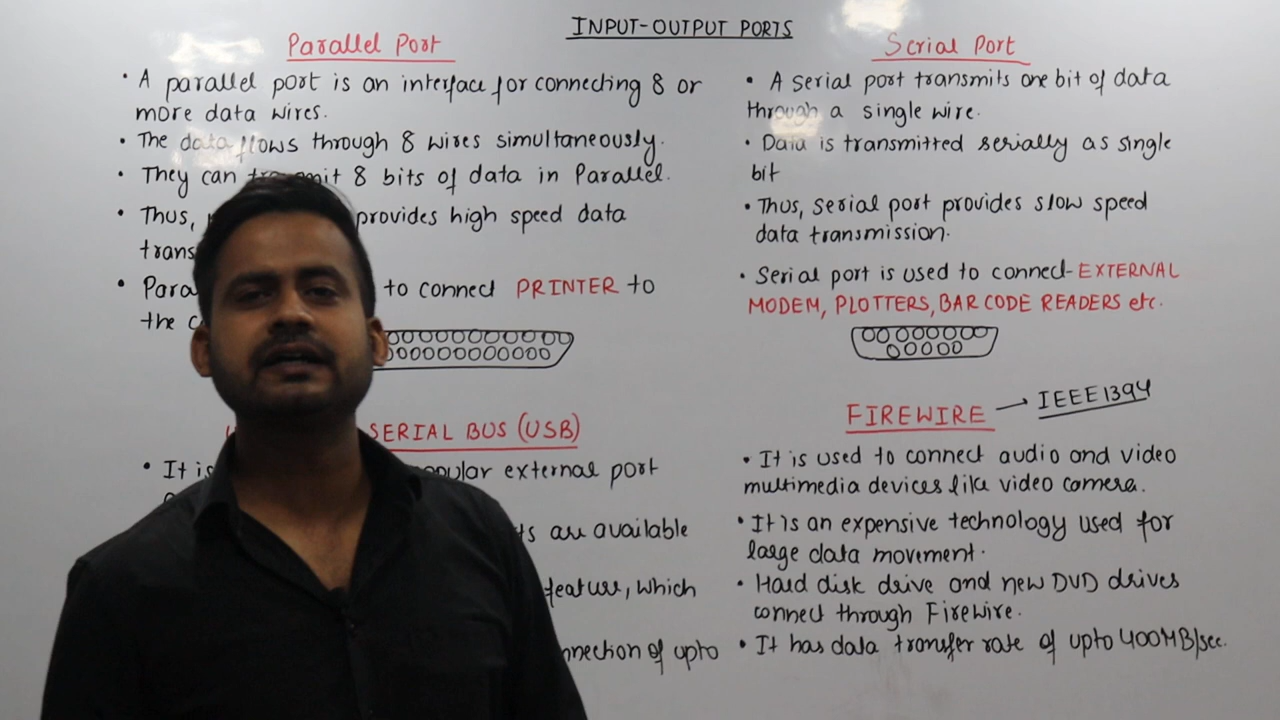 INPUT-OUTPUT PORTS
Parallel Port
• A parallel port is an interface for connecting 8 or
more data wires.
• The data flows through 8 wires simultaneously.
• They can transmit 8 bits of data in Parallel.
• Thus, provides high speed data
trans
• Para to connect PRINTER to
the c
SERIAL BUS (USB)
• It is popular external port
are available
feature, which
connection of upto
Serial Port
• A serial port transmits one bit of data
through a single wire.
• Data is transmitted serially as single
bit
• Thus, serial port provides slow speed
data transmission.
• Serial port is used to connect- EXTERNAL
MODEM, PLOTTERS, BAR CODE READERS etc.
FIREWIRE → IEEE1394
• It is used to connect audio and video
multimedia devices like video camera.
• It is an expensive technology used for
large data movement.
• Hard disk drive and new DVD drives
connect through FireWire.
• It has data transfer rate of upto 400MB/sec.